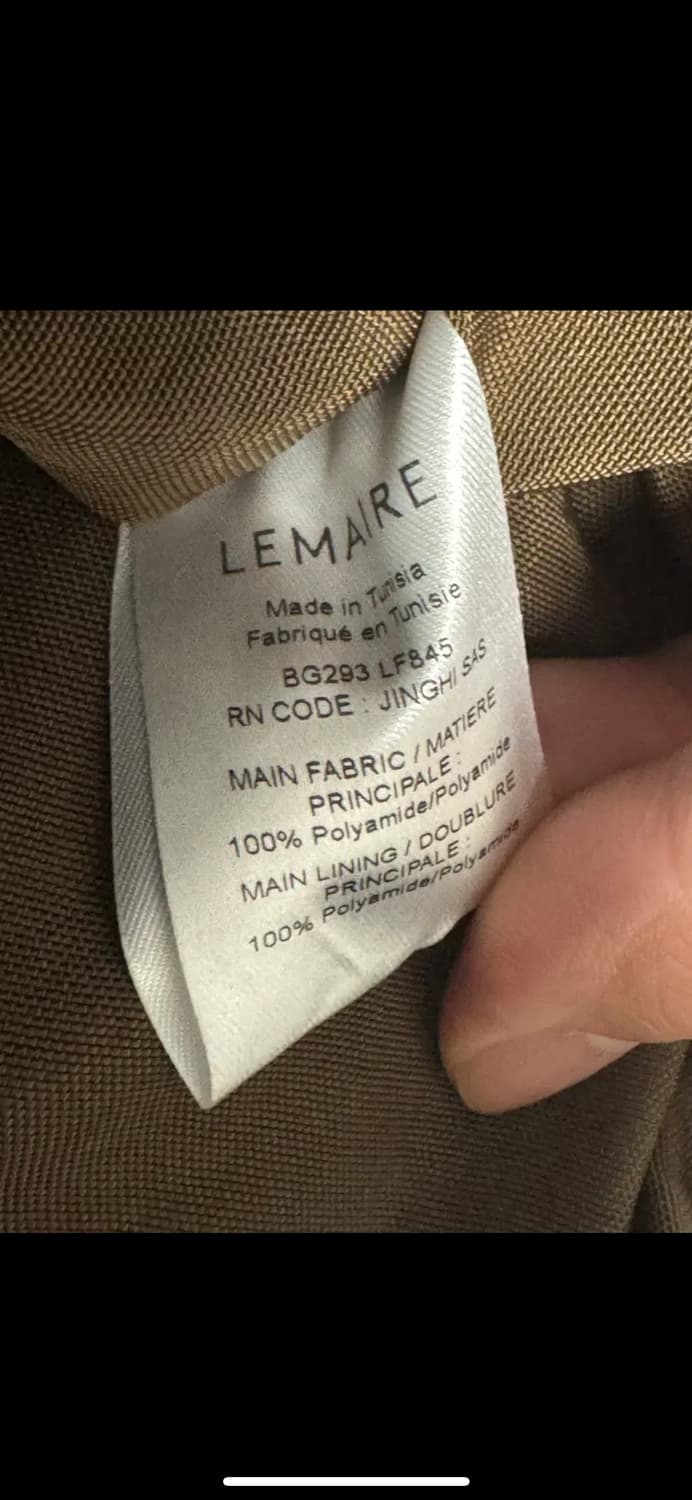 LEMAIRE
Made in Tunisia
Fabriqué en Tunisie
BG293 LF845
RN CODE : JINGHI SAS
MAIN FABRIC / MATIERE
PRINCIPALE :
100% Polyamide/Polyamide
MAIN LINING / DOUBLURE
PRINCIPALE :
100% Polyamide/Polyamide